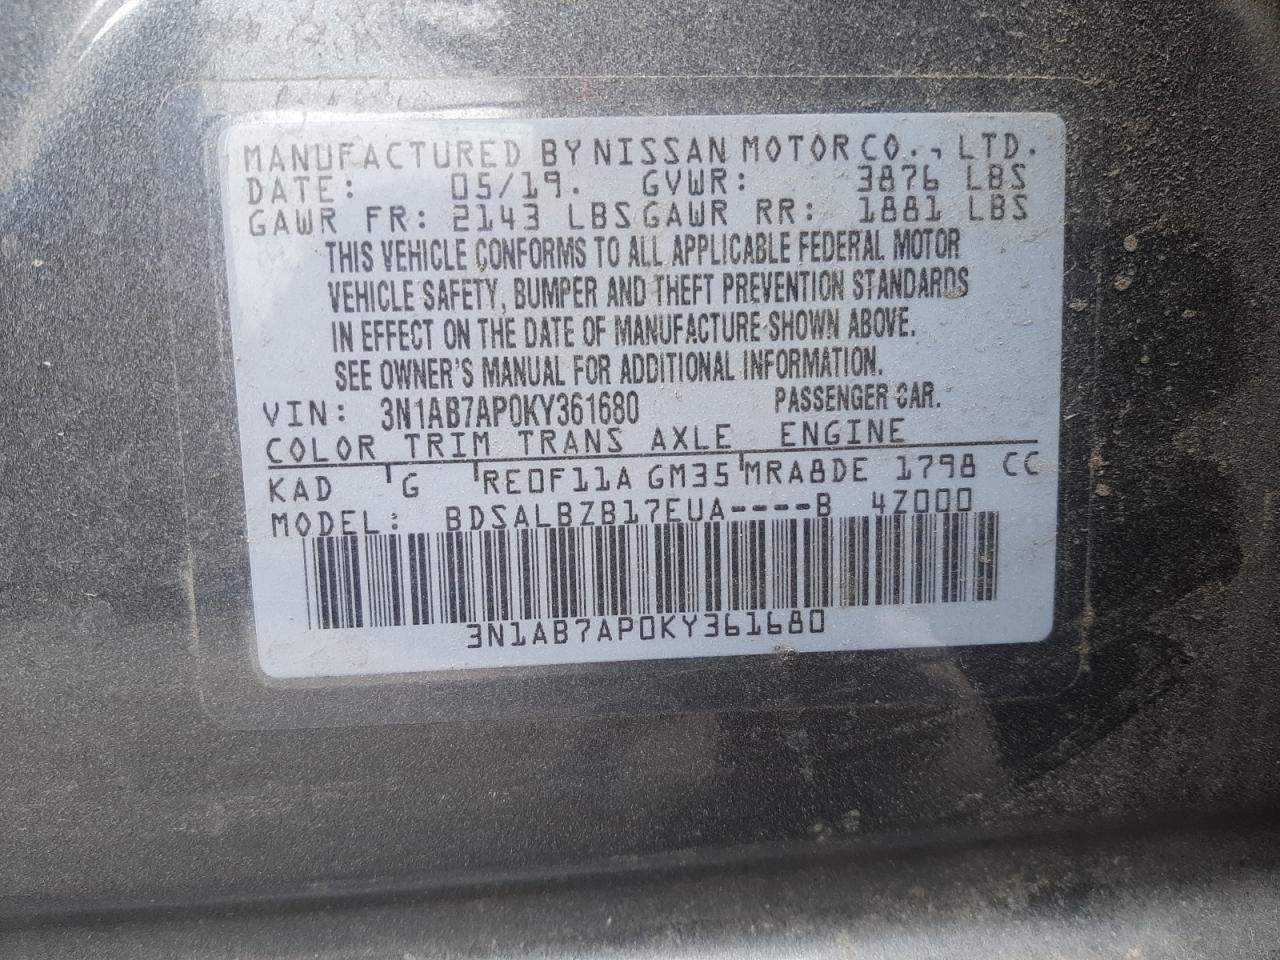 MANUFACTURED BY NISSAN MOTOR CO., LTD.
DATE: 05/19. GVWR: 3876 LBS
GAWR FR: 2143 LBS GAWR RR: 1881 LBS
THIS VEHICLE CONFORMS TO ALL APPLICABLE FEDERAL MOTOR
VEHICLE SAFETY, BUMPER AND THEFT PREVENTION STANDARDS
IN EFFECT ON THE DATE OF MANUFACTURE SHOWN ABOVE.
SEE OWNER'S MANUAL FOR ADDITIONAL INFORMATION.
VIN: 3N1AB7AP0KY361680 PASSENGER CAR.
COLOR TRIM TRANS AXLE ENGINE
KAD G RE0F11A GM35 MRA8DE 1798 CC
MODEL: BDSALBZB17EUA----B 4Z000
3N1AB7AP0KY361680